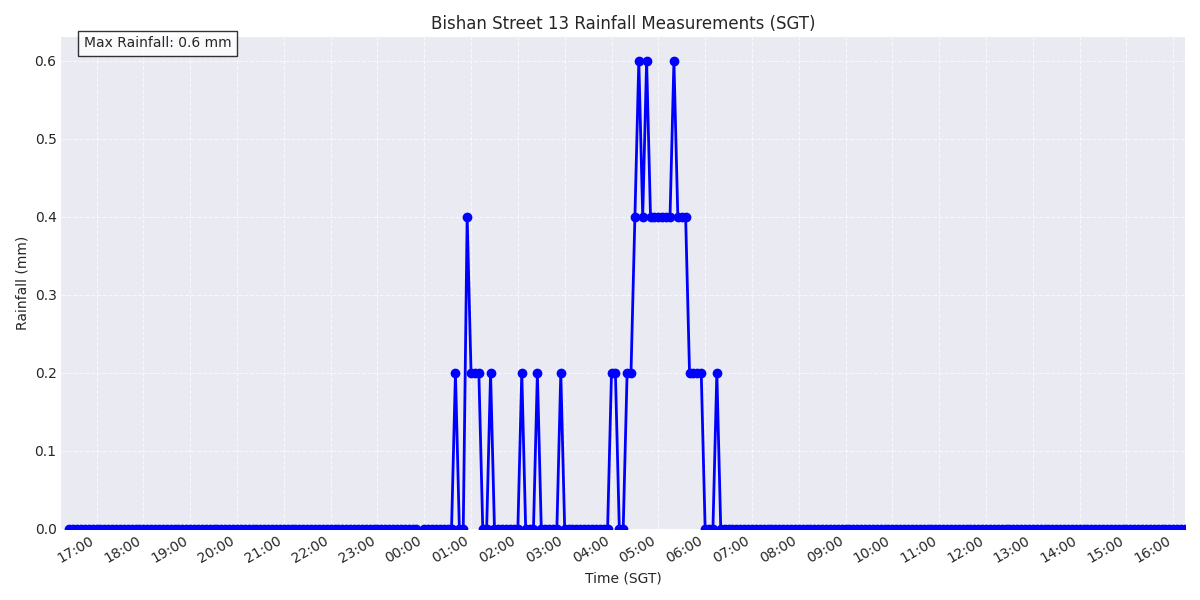 Bishan Street 13 Rainfall Measurements (SGT)
Max Rainfall: 0.6 mm
0.6
0.5
0.4
0.3
0.2
0.1
0.0
Rainfall (mm)
17:00 18:00 19:00 20:00 21:00 22:00 23:00 00:00 01:00 02:00 03:00 04:00 05:00 06:00 07:00 08:00 09:00 10:00 11:00 12:00 13:00 14:00 15:00 16:00
Time (SGT)